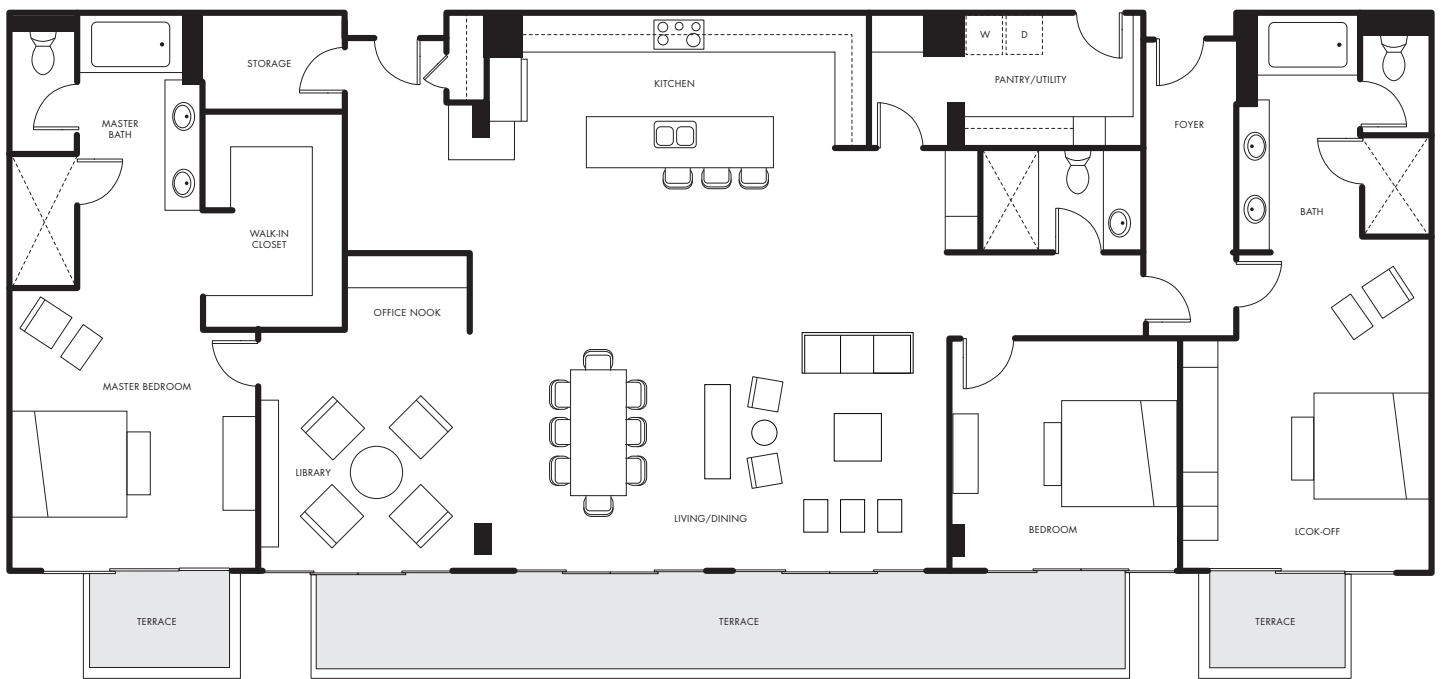 STORAGE
MASTER
BATH
WALK-IN
CLOSET
OFFICE NOOK
MASTER BEDROOM
LIBRARY
KITCHEN
W D
PANTRY/UTILITY
FOYER
BATH
LIVING/DINING
BEDROOM
LCOK-OFF
TERRACE
TERRACE
TERRACE